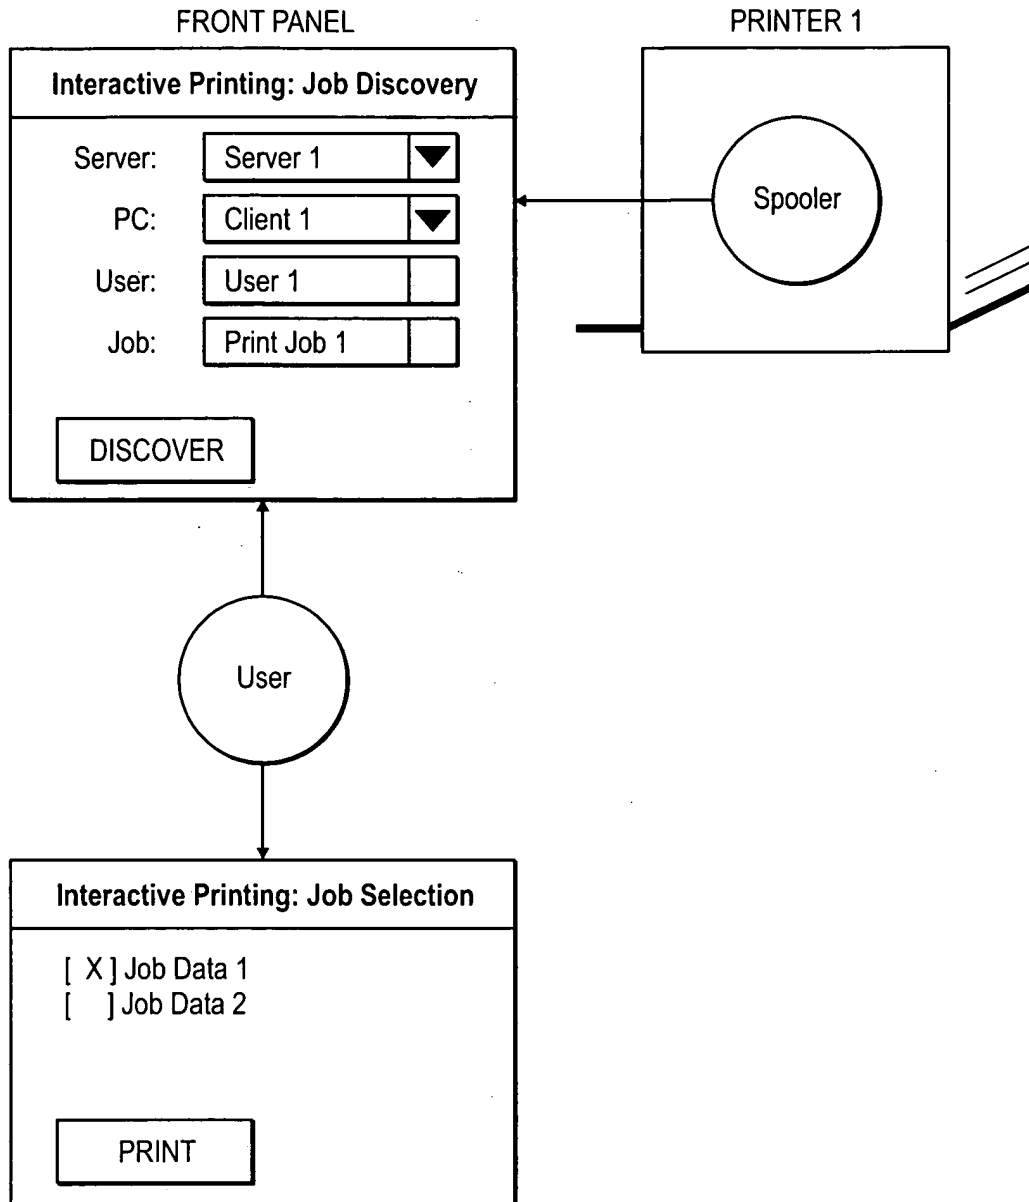 FRONT PANEL
PRINTER 1
Interactive Printing: Job Discovery
Server: Server 1
PC: Client 1
User: User 1
Job: Print Job 1
DISCOVER
Spooler
User
Interactive Printing: Job Selection
[ X ] Job Data 1
[   ] Job Data 2
PRINT